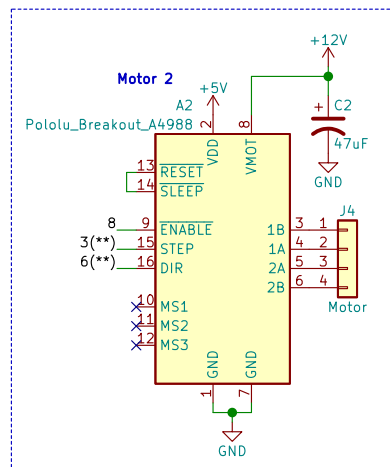 +12V
Motor 2
+5V
A2
C2
Pololu_Breakout_A4988
2
8
+
47uF
VDD
VMOT
GND
13
RESET
14
SLEEP
J4
8
9
ENABLE
1B
3
1
3(**)
15
STEP
1A
4
2
6(**)
16
DIR
2A
5
3
2B
6
4
10
MS1
Motor
11
MS2
12
MS3
GND
GND
1
7
GND